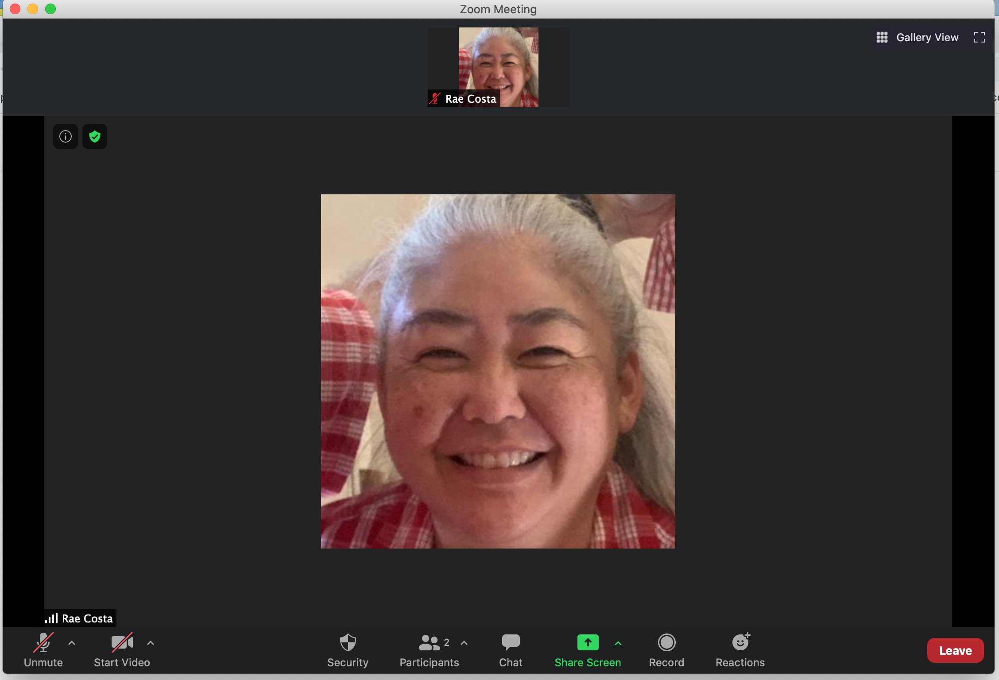 Zoom Meeting
Gallery View
Rae Costa
Rae Costa
2
Unmute
Start Video
Security
Participants
Chat
Share Screen
Record
Reactions
Leave